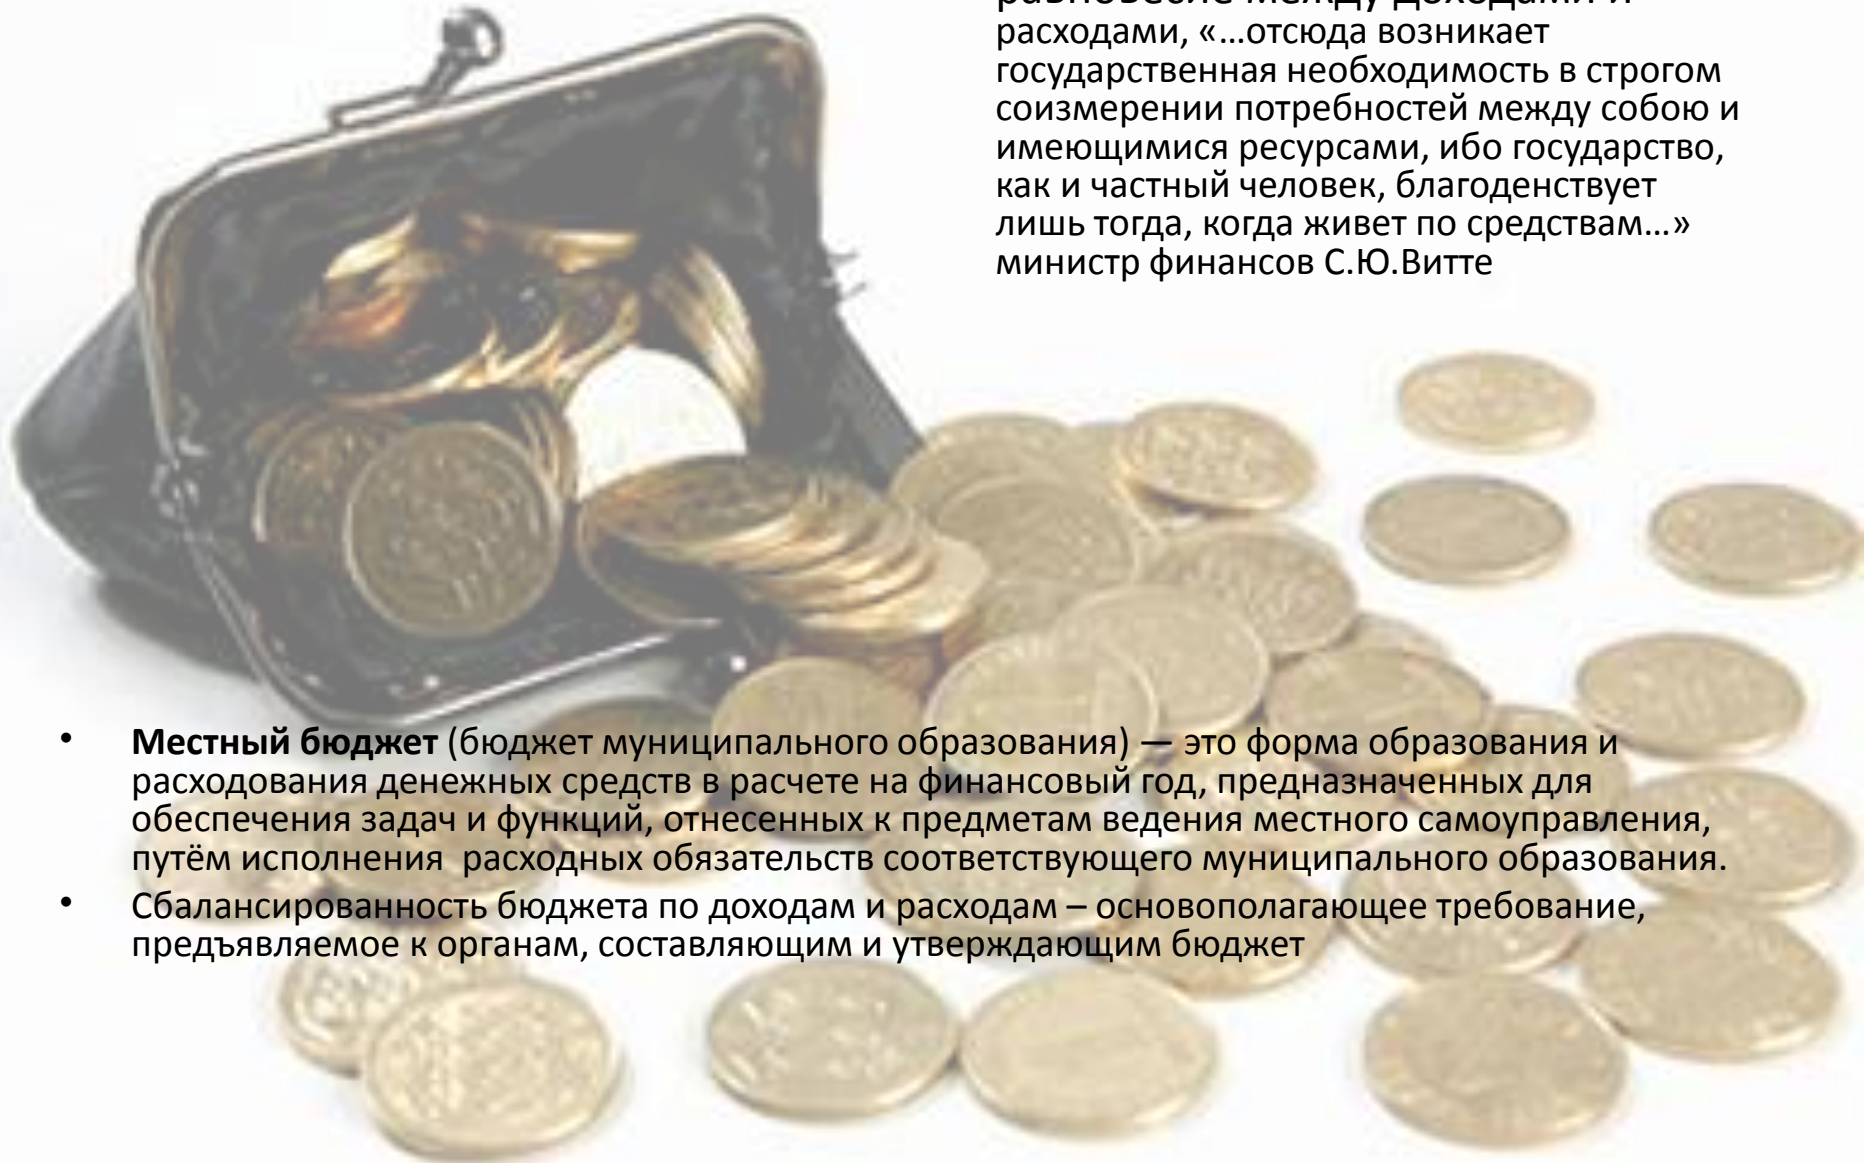 равновесие между доходами и
расходами, «…отсюда возникает
государственная необходимость в строгом
соизмерении потребностей между собою и
имеющимися ресурсами, ибо государство,
как и частный человек, благоденствует
лишь тогда, когда живет по средствам…»
министр финансов С.Ю.Витте
• Местный бюджет (бюджет муниципального образования) — это форма образования и
расходования денежных средств в расчете на финансовый год, предназначенных для
обеспечения задач и функций, отнесенных к предметам ведения местного самоуправления,
путём исполнения  расходных обязательств соответствующего муниципального образования.
• Сбалансированность бюджета по доходам и расходам – основополагающее требование,
предъявляемое к органам, составляющим и утверждающим бюджет